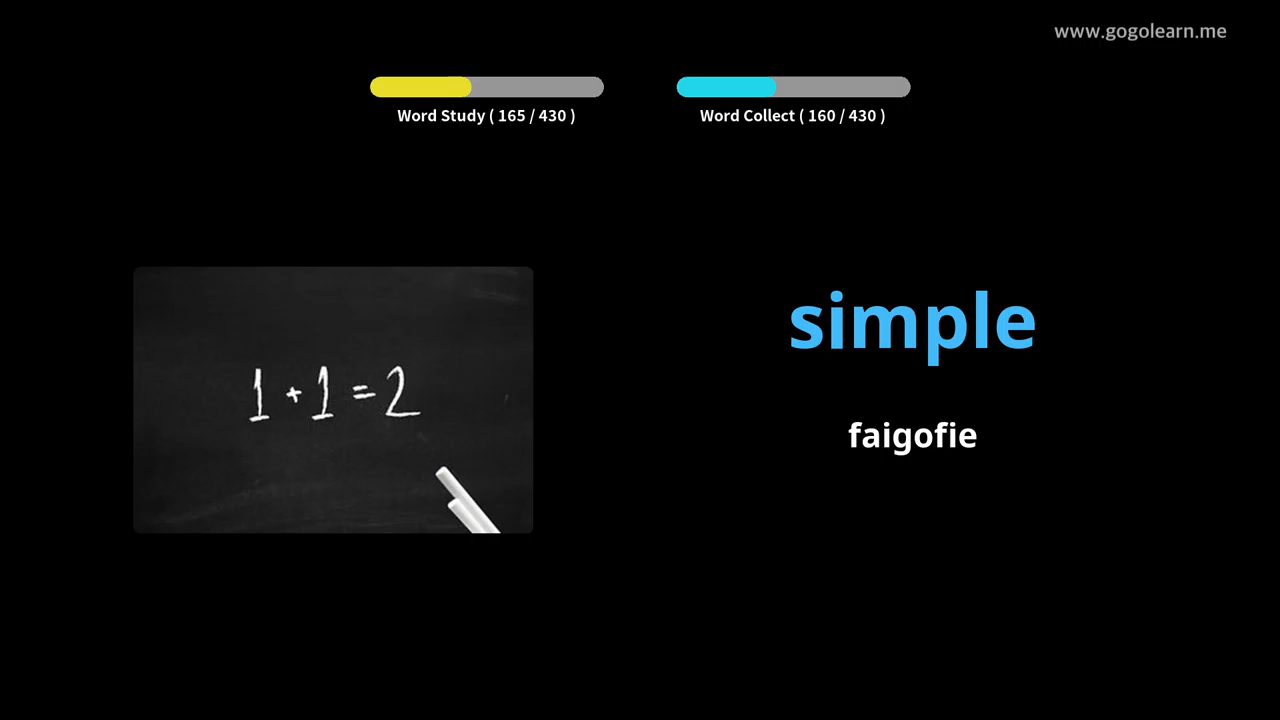 www.gogolearn.me
Word Study ( 165 / 430 )
Word Collect ( 160 / 430 )
1 + 1 = 2
simple
faigofie